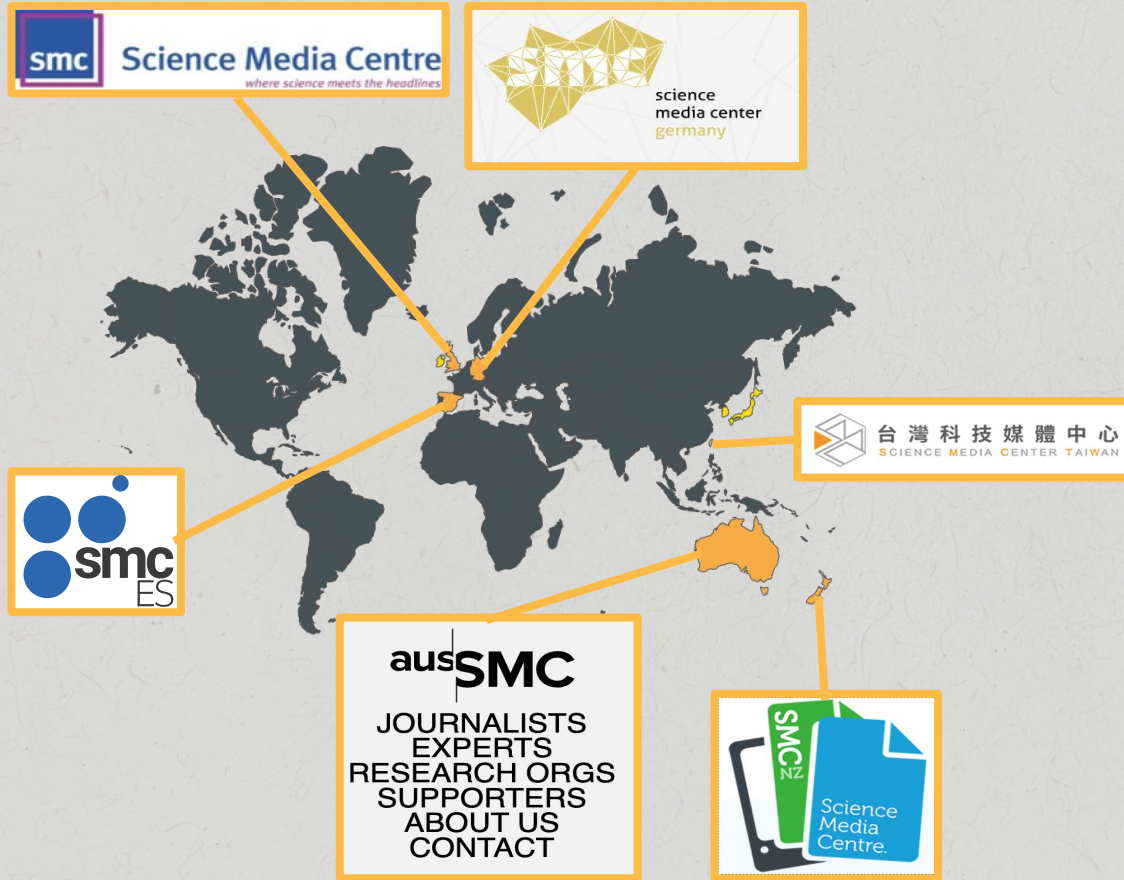 smc
Science Media Centre
where science meets the headlines
smc
science
media center
germany
台灣科技媒體中心
SCIENCE MEDIA CENTER TAIWAN
smc
ES
ausSMC
JOURNALISTS
EXPERTS
RESEARCH ORGS
SUPPORTERS
ABOUT US
CONTACT
SMC
NZ
Science
Media
Centre.